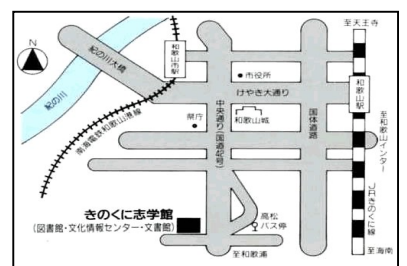 至天王寺
N
紀の川大橋
和歌山市駅
市役所
和歌山駅
けやき大通り
紀の川
中央通り(国道42号)
国体道路
県庁
和歌山城
至和歌山インター
南海電鉄和歌山港線
JRきのくに線
きのくに志学館
(図書館・文化情報センター・文書館)
高松
バス停
至和歌浦
至海南